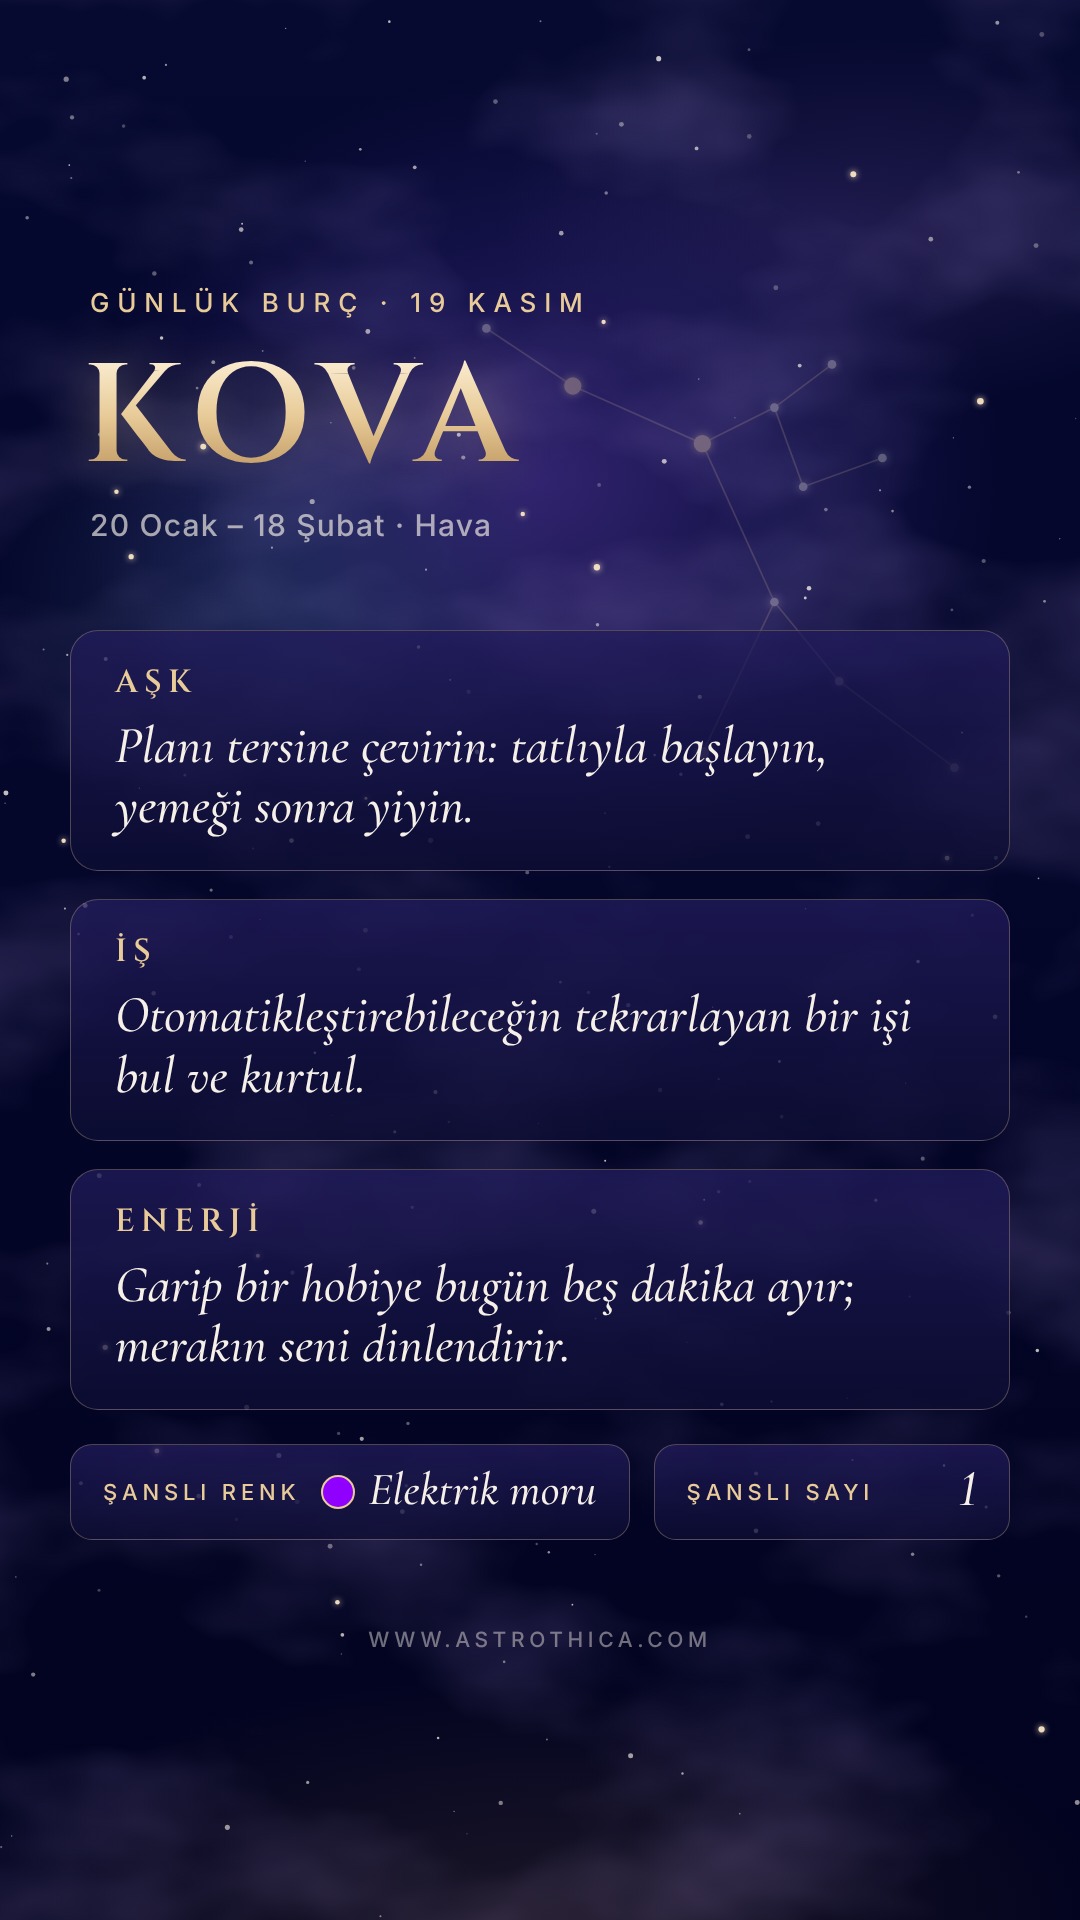 GÜNLÜK BURÇ · 19 KASIM
KOVA
20 Ocak – 18 Şubat · Hava
AŞK
Planı tersine çevirin: tatlıyla başlayın,
yemeği sonra yiyin.
İŞ
Otomatikleştirebileceğin tekrarlayan bir işi
bul ve kurtul.
ENERJİ
Garip bir hobiye bugün beş dakika ayır;
merakın seni dinlendirir.
ŞANSLI RENK Elektrik moru
ŞANSLI SAYI 1
WWW.ASTROTHICA.COM